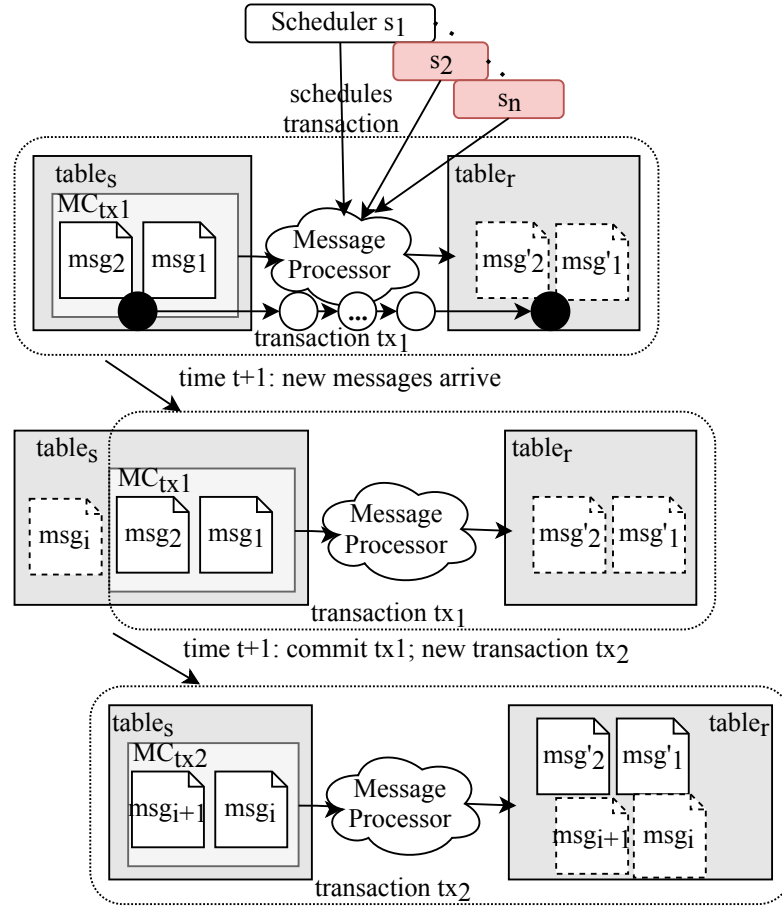 Scheduler s1
s2
sn
schedules
transaction
tables
tabler
MCtx1
msg2
msg1
Message
Processor
msg'2
msg'1
...
transaction tx1
time t+1: new messages arrive
tables
tabler
MCtx1
msgi
msg2
msg1
Message
Processor
msg'2
msg'1
transaction tx1
time t+1: commit tx1; new transaction tx2
tables
tabler
MCtx2
msgi+1
msgi
Message
Processor
msg'2
msg'1
msgi+1
msgi
transaction tx2